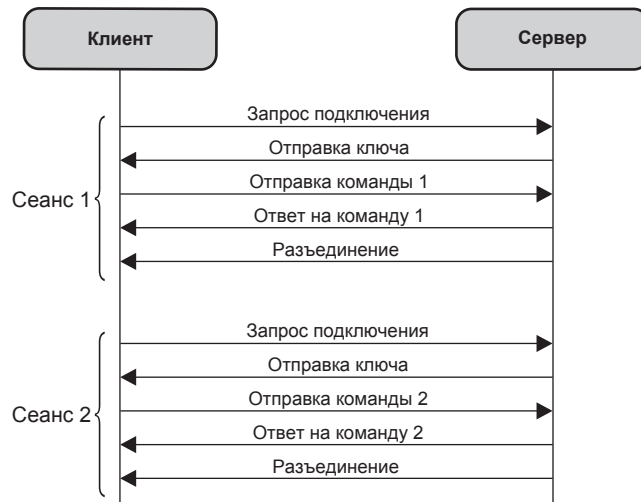 Клиент
Сервер
Запрос подключения
Отправка ключа
Отправка команды 1
Ответ на команду 1
Разъединение
Сеанс 1
Запрос подключения
Отправка ключа
Отправка команды 2
Ответ на команду 2
Разъединение
Сеанс 2